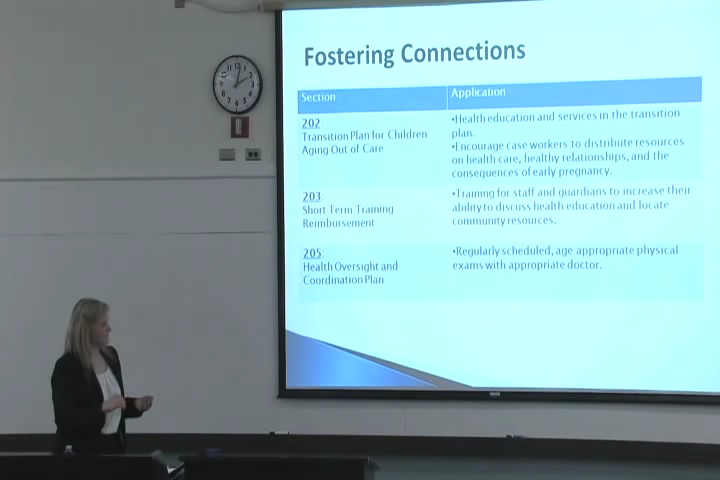 Fostering Connections
Section
Application
202
Transition Plan for Children
Aging Out of Care
•Health education and services in the transition
plan.
•Encourage case workers to distribute resources
on health care, healthy relationships, and the
consequences of early pregnancy.
203
Short Term Training
Reimbursement
•Training for staff and guardians to increase their
ability to discuss health education and locate
community resources.
205
Health Oversight and
Coordination Plan
•Regularly scheduled, age appropriate physical
exams with appropriate doctor.